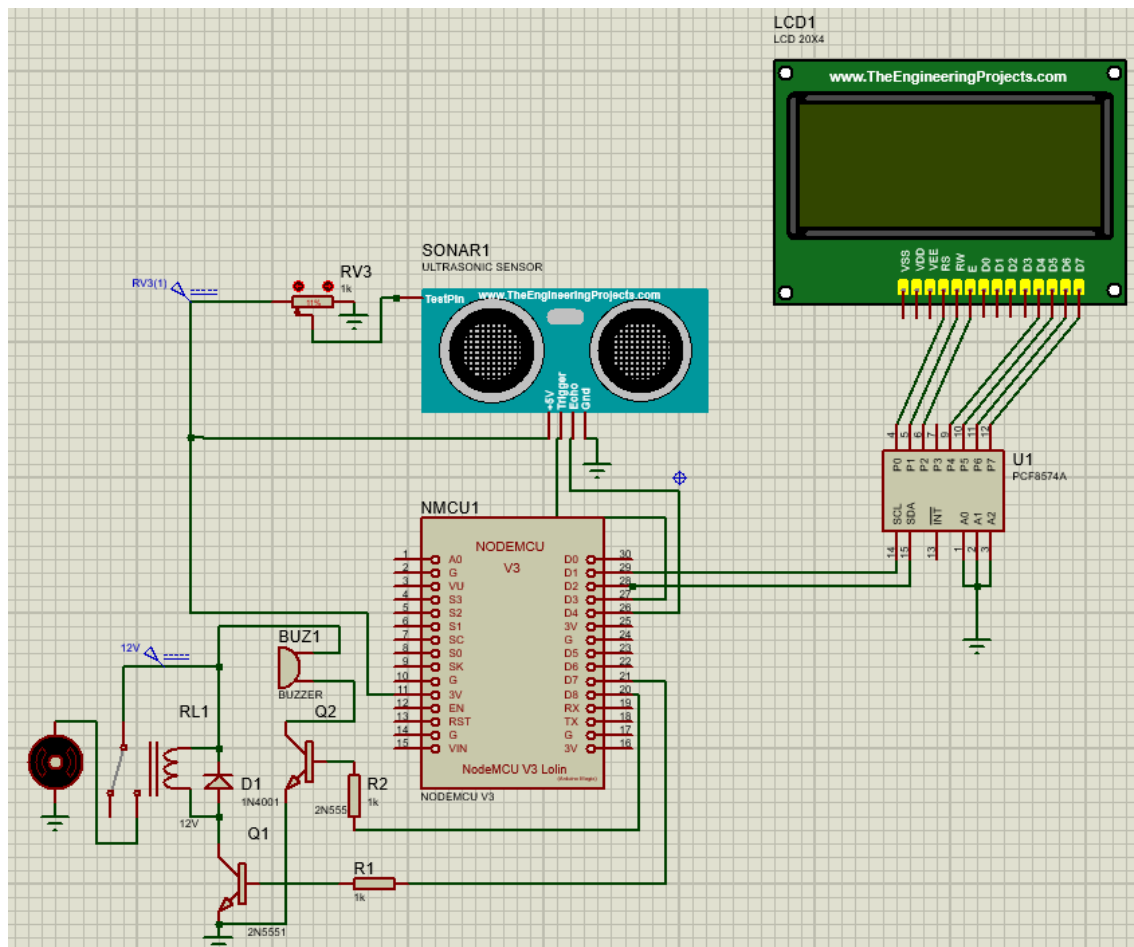 LCD1
LCD 20X4
www.TheEngineeringProjects.com
VSS
VDD
VEE
RS
RW
E
D0
D1
D2
D3
D4
D5
D6
D7
SONAR1
ULTRASONIC SENSOR
RV3(1)
RV3
11%
1k
TestPin
www.TheEngineeringProjects.com
+5V
Trigger
Echo
Gnd
4
5
6
7
9
10
11
12
P0
P1
P2
P3
P4
P5
P6
P7
U1
PCF8574A
SCL
SDA
INT
A0
A1
A2
14
15
13
1
2
3
NMCU1
NODEMCU
V3
1 A0 D0 30
2 G D1 29
3 VU D2 28
4 S3 D3 27
5 S2 D4 26
6 S1 3V 25
7 SC G 24
8 S0 D5 23
9 SK D6 22
10 G D7 21
11 3V D8 20
12 EN RX 19
13 RST TX 18
14 G G 17
15 VIN 3V 16
NodeMCU V3 Lolin
NODEMCU V3
12V
BUZ1
BUZZER
RL1
12V
Q2
2N555
D1
1N4001
R2
1k
Q1
2N5551
R1
1k